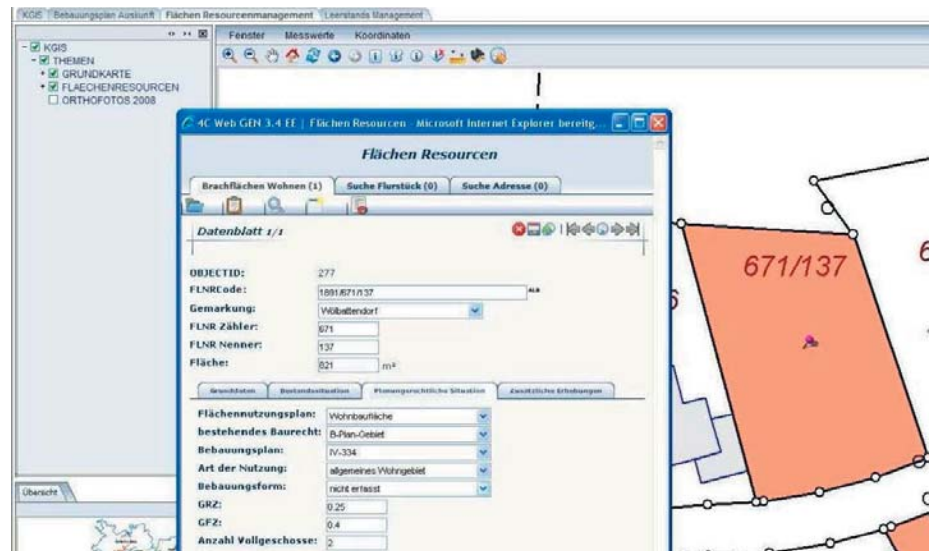 KGIS Bebauungsplan Auskunft Flächen Resourcenmanagement Leerstands Management
Fenster Messwerte Koordinaten
KGIS
THEMEN
GRUNDKARTE
FLAECHENRESOURCEN
ORTHOFOTOS 2008
4C Web GEN 3.4 EE | Flächen Resourcen - Microsoft Internet Explorer bereitg...
Flächen Resourcen
Brachflächen Wohnen (1) Suche Flurstück (0) Suche Adresse (0)
Datenblatt 1/1
OBJECTID: 277
FLNRCode: 1891/671/137
Gemarkung: Wölbattendorf
FLNR Zähler: 671
FLNR Nenner: 137
Fläche: 821 m²
Grunddaten Bestandssituation Planungsrechtliche Situation Zusätzliche Erhebungen
Flächennutzungsplan: Wohnbaufläche
bestehendes Baurecht: B-Plan-Gebiet
Bebauungsplan: IV-334
Art der Nutzung: allgemeines Wohngebiet
Bebauungsform: nicht erfasst
GRZ: 0.25
GFZ: 0.4
Anzahl Vollgeschosse: 2
Übersicht
671/137
6
6